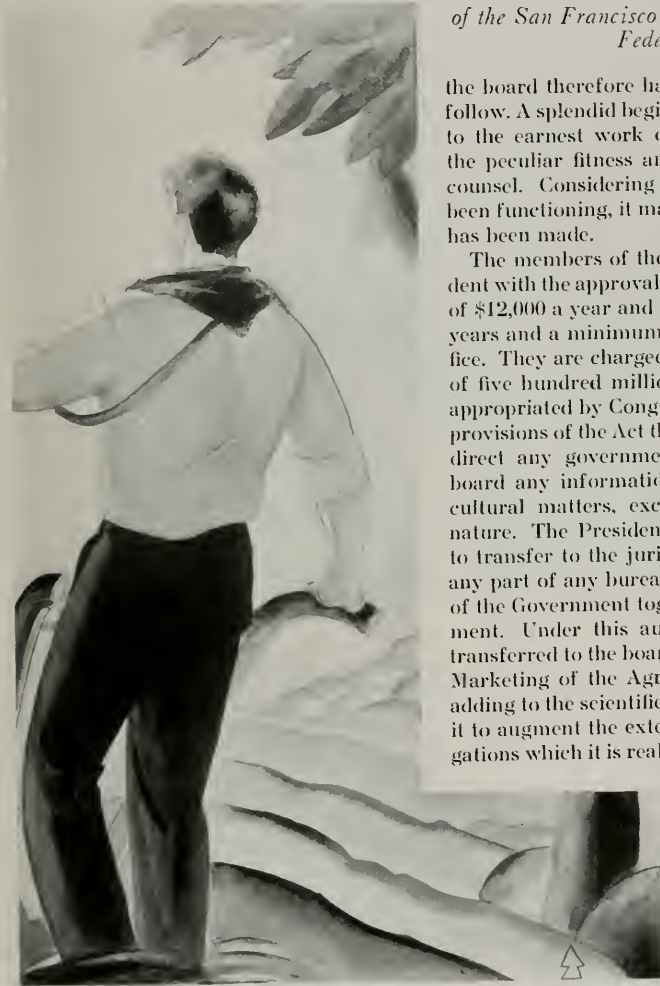 of the San Francisco
Fede
the board therefore ha
follow. A splendid begi
to the earnest work o
the peculiar fitness an
counsel. Considering
been functioning, it ma
has been made.
The members of the
dent with the approval
of $12,000 a year and
years and a minimum
fice. They are charged
of five hundred millio
appropriated by Cong
provisions of the Act th
direct any governme
board any informatio
cultural matters, exc
nature. The Presiden
to transfer to the juri
any part of any burea
of the Government tog
ment. Under this au
transferred to the boar
Marketing of the Agr
adding to the scientific
it to augment the exte
gations which it is real